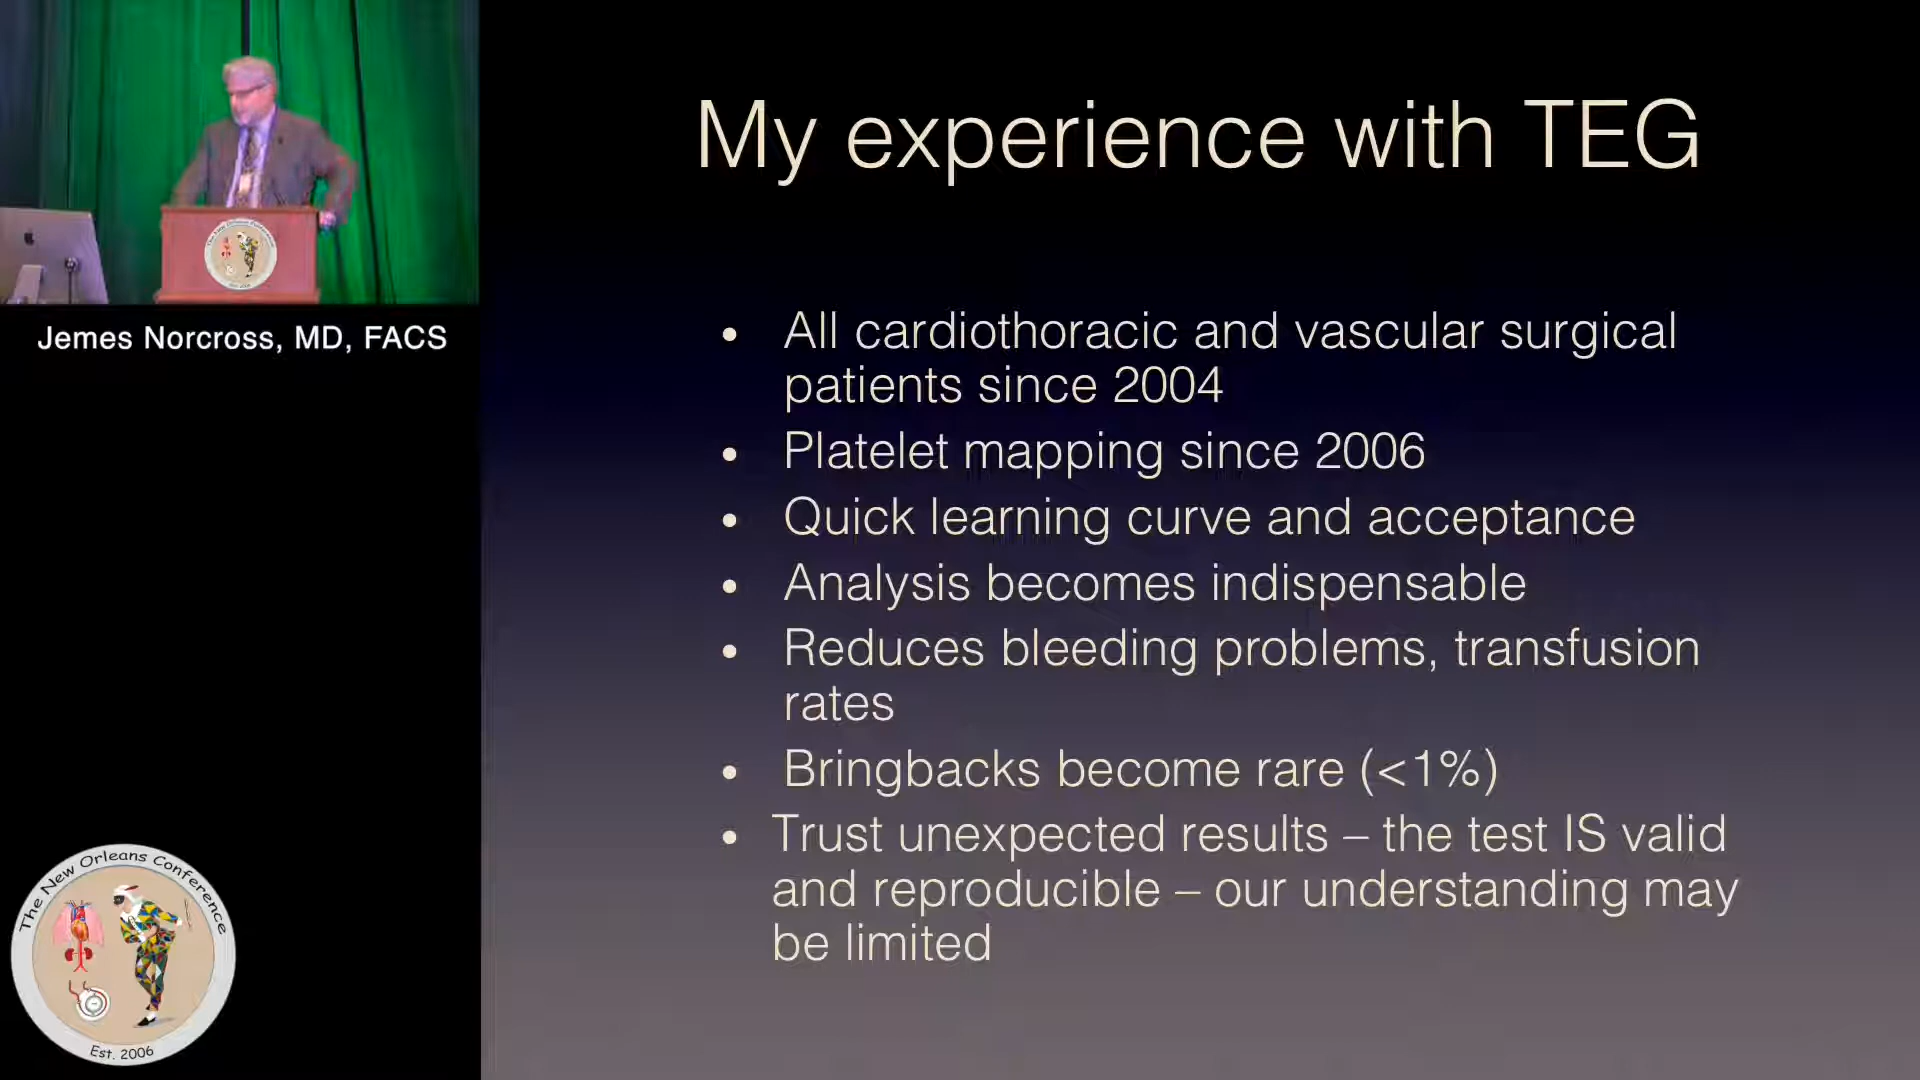 My experience with TEG
• All cardiothoracic and vascular surgical
patients since 2004
• Platelet mapping since 2006
• Quick learning curve and acceptance
• Analysis becomes indispensable
• Reduces bleeding problems, transfusion
rates
• Bringbacks become rare (<1%)
• Trust unexpected results – the test IS valid
and reproducible – our understanding may
be limited
Jemes Norcross, MD, FACS
The New Orleans Conference
Est. 2006